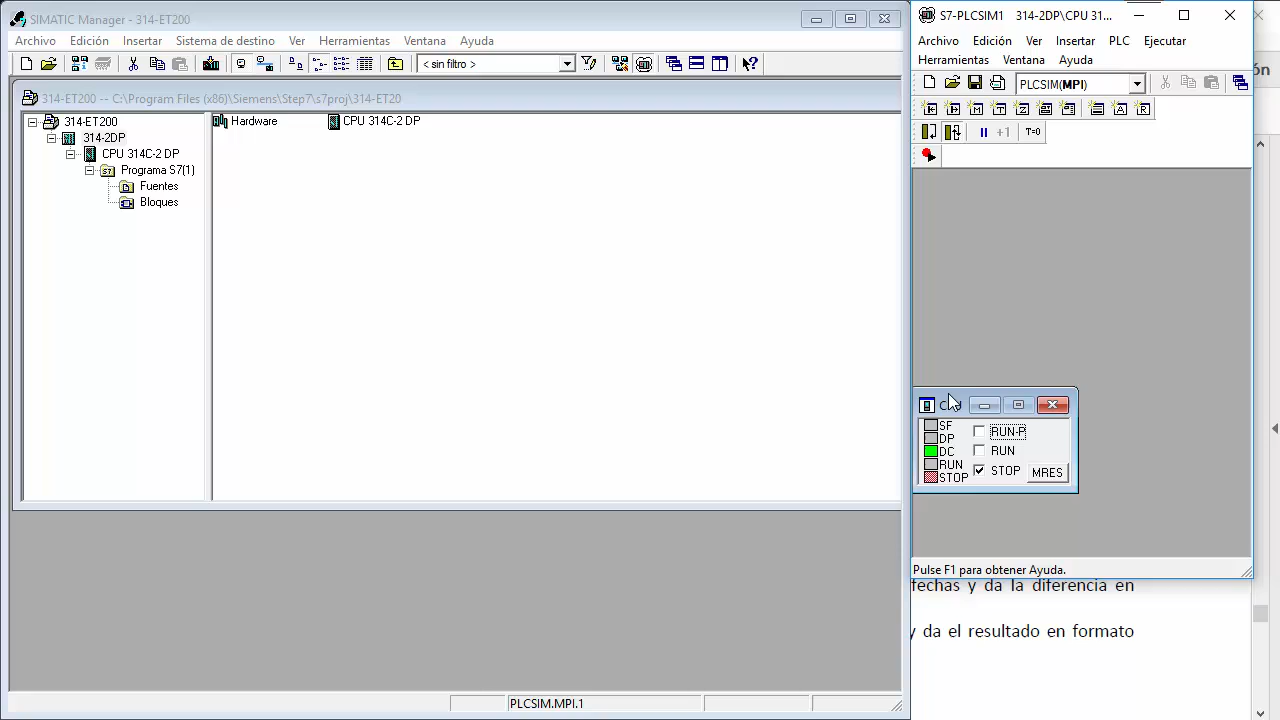 SIMATIC Manager - 314-ET200
Archivo Edición Insertar Sistema de destino Ver Herramientas Ventana Ayuda
< sin filtro >
314-ET200 -- C:\Program Files (x86)\Siemens\Step7\s7proj\314-ET20
314-ET200
314-2DP
CPU 314C-2 DP
Programa S7(1)
Fuentes
Bloques
Hardware CPU 314C-2 DP
PLCSIM.MPI.1
S7-PLCSIM1 314-2DP\CPU 31...
Archivo Edición Ver Insertar PLC Ejecutar
Herramientas Ventana Ayuda
PLCSIM(MPI)
+1 T=0
SF
DP
DC
RUN
STOP
RUN-P
RUN
STOP MRES
Pulse F1 para obtener Ayuda.
ón
fechas y da la diferencia en
y da el resultado en formato